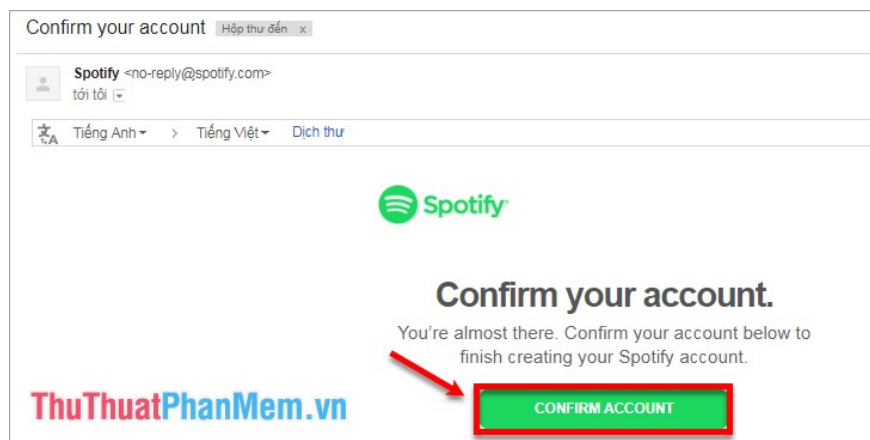 Confirm your account Hộp thư đến x
Spotify <no-reply@spotify.com>
tới tôi
Tiếng Anh > Tiếng Việt Dịch thư
Spotify
Confirm your account.
You're almost there. Confirm your account below to
finish creating your Spotify account.
CONFIRM ACCOUNT
ThuThuatPhanMem.vn